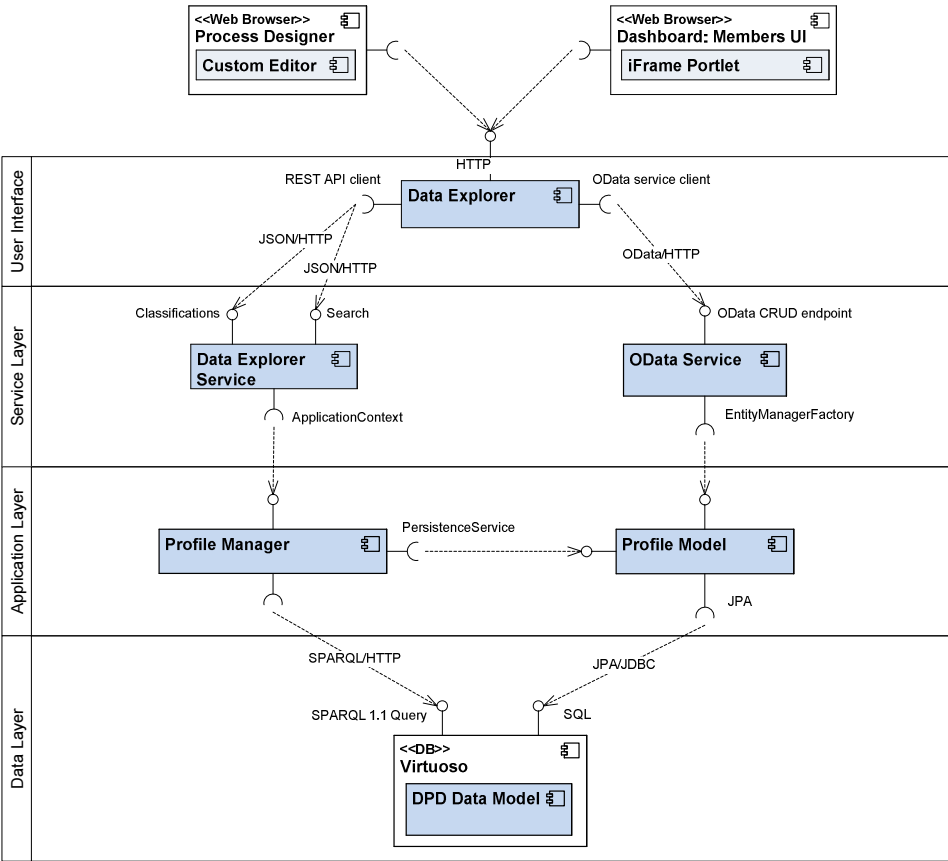 <<Web Browser>>
Process Designer
Custom Editor
<<Web Browser>>
Dashboard: Members UI
iFrame Portlet
HTTP
User Interface
REST API client
Data Explorer
OData service client
JSON/HTTP
JSON/HTTP
OData/HTTP
Service Layer
Classifications
Search
OData CRUD endpoint
Data Explorer
Service
OData Service
ApplicationContext
EntityManagerFactory
Application Layer
PersistenceService
Profile Manager
Profile Model
JPA
Data Layer
SPARQL/HTTP
JPA/JDBC
SPARQL 1.1 Query
SQL
<<DB>>
Virtuoso
DPD Data Model